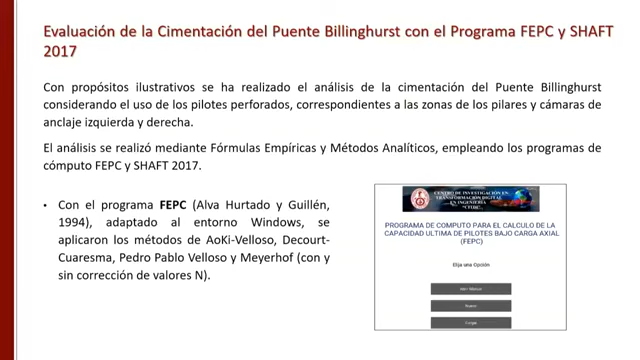 Evaluación de la Cimentación del Puente Billinghurst con el Programa FEPC y SHAFT
2017
Con propósitos ilustrativos se ha realizado el análisis de la cimentación del Puente Billinghurst
considerando el uso de los pilotes perforados, correspondientes a las zonas de los pilares y cámaras de
anclaje izquierda y derecha.
El análisis se realizó mediante Fórmulas Empíricas y Métodos Analíticos, empleando los programas de
cómputo FEPC y SHAFT 2017.
• Con el programa FEPC (Alva Hurtado y Guillén,
1994), adaptado al entorno Windows, se
aplicaron los métodos de AoKi-Velloso, Decourt-
Cuaresma, Pedro Pablo Velloso y Meyerhof (con y
sin corrección de valores N).
CENTRO DE INVESTIGACIÓN EN
TRANSFORMACIÓN DIGITAL
EN INGENIERÍA
PROGRAMA DE COMPUTO PARA EL CALCULO DE LA
CAPACIDAD ULTIMA DE PILOTES BAJO CARGA AXIAL
(FEPC)
Elija una Opción
Nuevo
Cargar